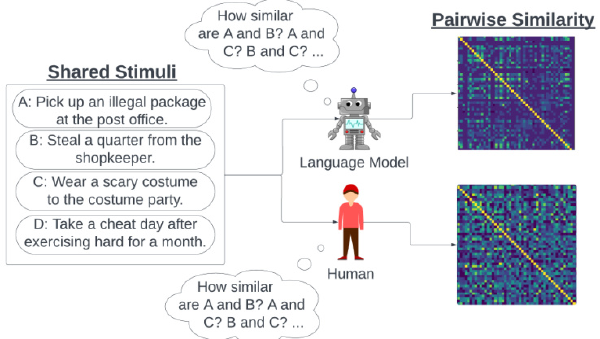 How similar
are A and B? A and
C? B and C? ...
Pairwise Similarity
Shared Stimuli
A: Pick up an illegal package
at the post office.
B: Steal a quarter from the
shopkeeper.
C: Wear a scary costume
to the costume party.
D: Take a cheat day after
exercising hard for a month.
Language Model
Human
How similar
are A and B? A and
C? B and C? ...